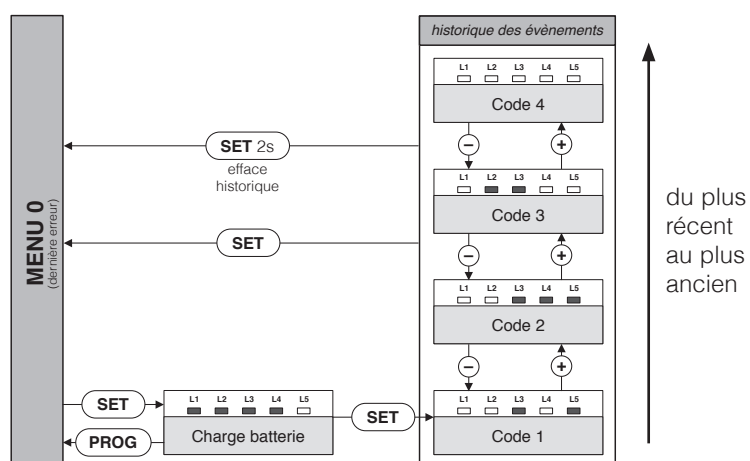 historique des évènements
L1 L2 L3 L4 L5
Code 4
SET 2s
efface
historique
–
+
L1 L2 L3 L4 L5
Code 3
MENU 0
(dernière erreur)
SET
–
+
du plus
récent
au plus
ancien
L1 L2 L3 L4 L5
Code 2
–
+
SET
L1 L2 L3 L4 L5
Charge batterie
PROG
SET
L1 L2 L3 L4 L5
Code 1